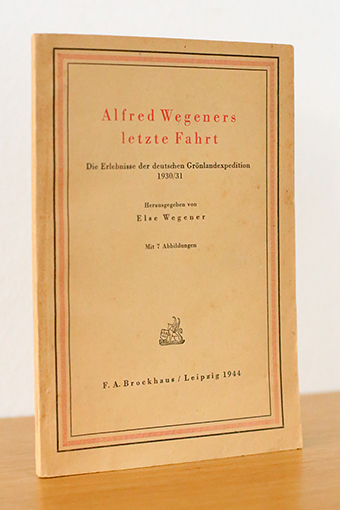 Alfred Wegeners
letzte Fahrt
Die Erlebnisse der deutschen Grönlandexpedition
1930/31
Herausgegeben von
Else Wegener
Mit 7 Abbildungen
F. A. Brockhaus / Leipzig 1944